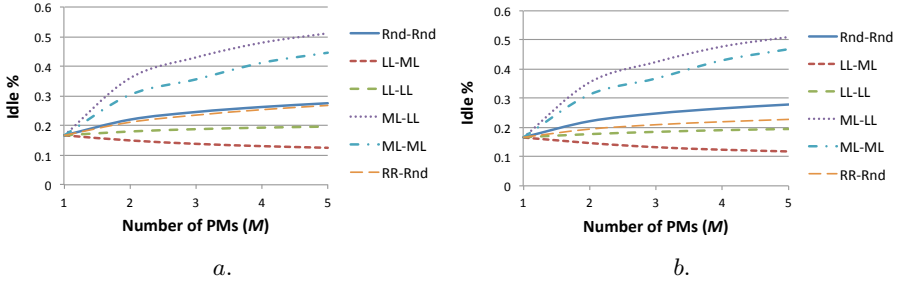 0.6
0.5
0.4
0.3
0.2
0.1
0
Idle %
1 2 3 4 5
Number of PMs (M)
Rnd-Rnd
LL-ML
LL-LL
ML-LL
ML-ML
RR-Rnd
a.
0.6
0.5
0.4
0.3
0.2
0.1
0
Idle %
1 2 3 4 5
Number of PMs (M)
Rnd-Rnd
LL-ML
LL-LL
ML-LL
ML-ML
RR-Rnd
b.